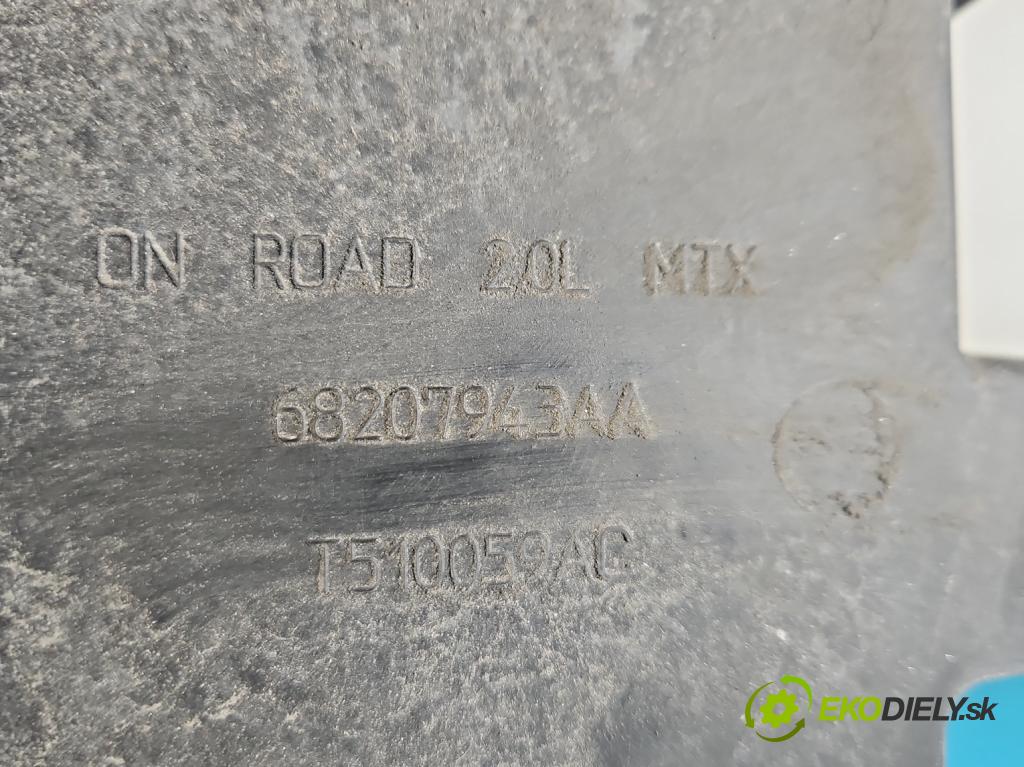 ON ROAD 2.0L MTX
68207943AA
T510059AC
EKODIELY.sk